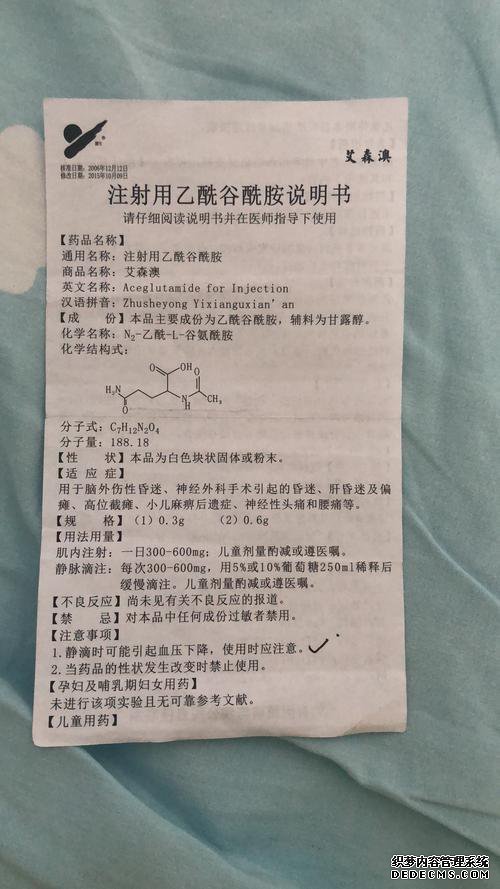 核准日期：2006年12月12日
修改日期：2015年10月09日
艾森澳
注射用乙酰谷酰胺说明书
请仔细阅读说明书并在医师指导下使用
【药品名称】
通用名称：注射用乙酰谷酰胺
商品名称：艾森澳
英文名称：Aceglutamide for Injection
汉语拼音：Zhusheyong Yixianguxian'an
【成　份】本品主要成份为乙酰谷酰胺，辅料为甘露醇。
化学名称：N₂-乙酰-L-谷氨酰胺
化学结构式：
O OH O
H₂N O N H CH₃
分子式：C₇H₁₂N₂O₄
分子量：188.18
【性　状】本品为白色块状固体或粉末。
【适 应 症】
用于脑外伤性昏迷、神经外科手术引起的昏迷、肝昏迷及偏
瘫、高位截瘫、小儿麻痹后遗症、神经性头痛和腰痛等。
【规　格】（1）0.3g　（2）0.6g
【用法用量】
肌内注射：一日300-600mg；儿童剂量酌减或遵医嘱。
静脉滴注：每次300-600mg，用5%或10%葡萄糖250ml稀释后
缓慢滴注。儿童剂量酌减或遵医嘱。
【不良反应】尚未见有关不良反应的报道。
【禁　忌】对本品中任何成份过敏者禁用。
【注意事项】
1.静滴时可能引起血压下降，使用时应注意。
2.当药品的性状发生改变时禁止使用。
【孕妇及哺乳期妇女用药】
未进行该项实验且无可靠参考文献。
【儿童用药】
织梦内容管理系统
DEDECMS.COM